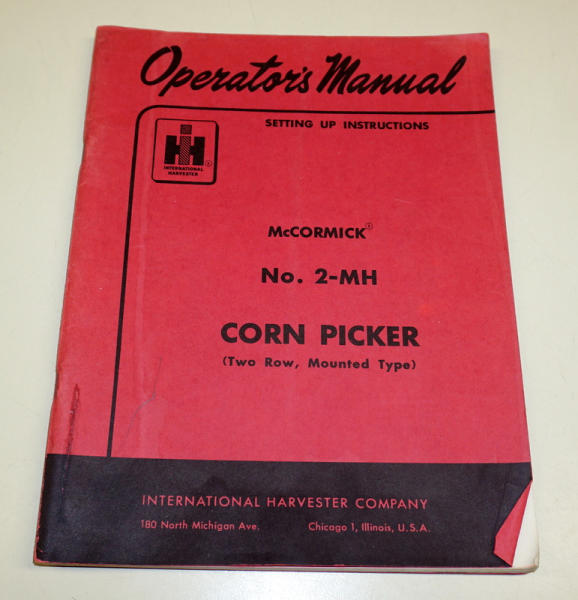 Operator's Manual
SETTING UP INSTRUCTIONS
IH ®
INTERNATIONAL
HARVESTER
McCORMICK®
No. 2-MH
CORN PICKER
(Two Row, Mounted Type)
INTERNATIONAL HARVESTER COMPANY
180 North Michigan Ave. Chicago 1, Illinois, U.S.A.